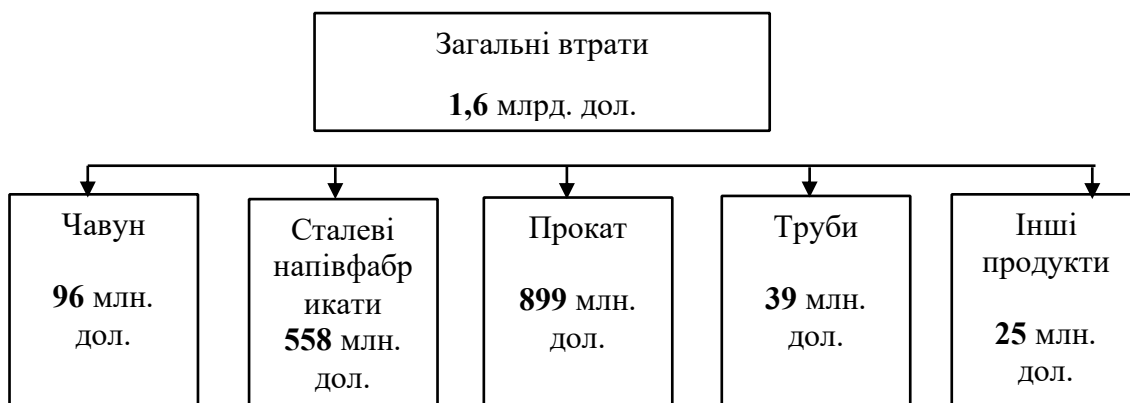 Загальні втрати
1,6 млрд. дол.
Чавун
96 млн.
дол.
Сталеві
напівфабр
икати
558 млн.
дол.
Прокат
899 млн.
дол.
Труби
39 млн.
дол.
Інші
продукти
25 млн.
дол.